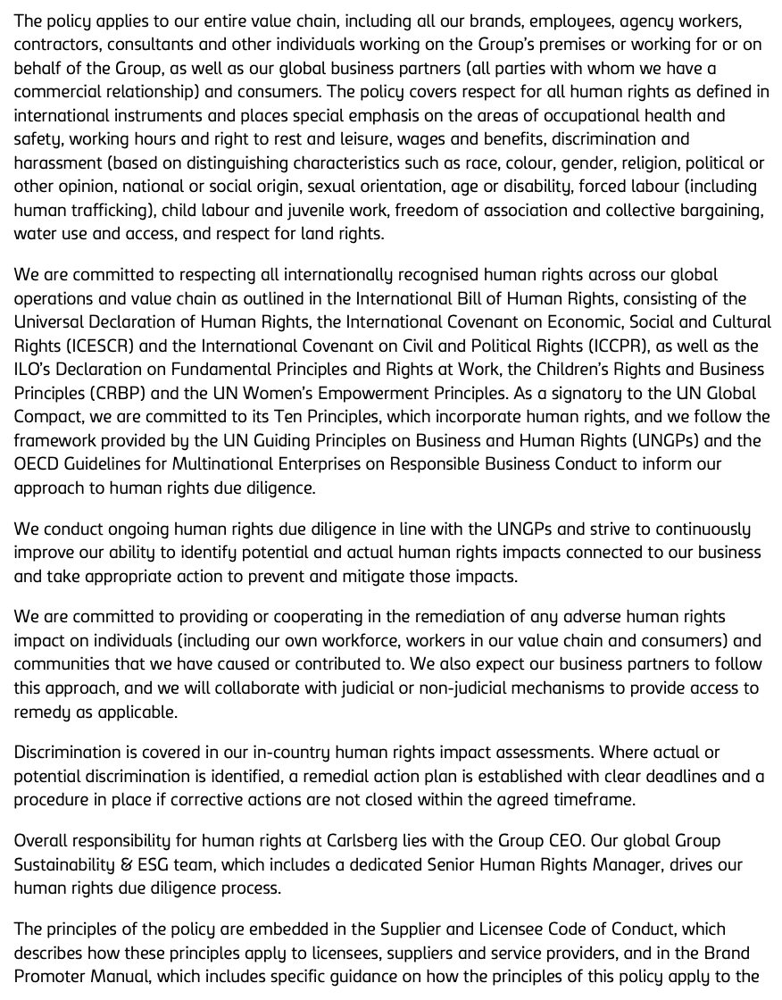 The policy applies to our entire value chain, including all our brands, employees, agency workers,
contractors, consultants and other individuals working on the Group's premises or working for or on
behalf of the Group, as well as our global business partners (all parties with whom we have a
commercial relationship) and consumers. The policy covers respect for all human rights as defined in
international instruments and places special emphasis on the areas of occupational health and
safety, working hours and right to rest and leisure, wages and benefits, discrimination and
harassment (based on distinguishing characteristics such as race, colour, gender, religion, political or
other opinion, national or social origin, sexual orientation, age or disability, forced labour (including
human trafficking), child labour and juvenile work, freedom of association and collective bargaining,
water use and access, and respect for land rights.
We are committed to respecting all internationally recognised human rights across our global
operations and value chain as outlined in the International Bill of Human Rights, consisting of the
Universal Declaration of Human Rights, the International Covenant on Economic, Social and Cultural
Rights (ICESCR) and the International Covenant on Civil and Political Rights (ICCPR), as well as the
ILO's Declaration on Fundamental Principles and Rights at Work, the Children's Rights and Business
Principles (CRBP) and the UN Women's Empowerment Principles. As a signatory to the UN Global
Compact, we are committed to its Ten Principles, which incorporate human rights, and we follow the
framework provided by the UN Guiding Principles on Business and Human Rights (UNGPs) and the
OECD Guidelines for Multinational Enterprises on Responsible Business Conduct to inform our
approach to human rights due diligence.
We conduct ongoing human rights due diligence in line with the UNGPs and strive to continuously
improve our ability to identify potential and actual human rights impacts connected to our business
and take appropriate action to prevent and mitigate those impacts.
We are committed to providing or cooperating in the remediation of any adverse human rights
impact on individuals (including our own workforce, workers in our value chain and consumers) and
communities that we have caused or contributed to. We also expect our business partners to follow
this approach, and we will collaborate with judicial or non-judicial mechanisms to provide access to
remedy as applicable.
Discrimination is covered in our in-country human rights impact assessments. Where actual or
potential discrimination is identified, a remedial action plan is established with clear deadlines and a
procedure in place if corrective actions are not closed within the agreed timeframe.
Overall responsibility for human rights at Carlsberg lies with the Group CEO. Our global Group
Sustainability & ESG team, which includes a dedicated Senior Human Rights Manager, drives our
human rights due diligence process.
The principles of the policy are embedded in the Supplier and Licensee Code of Conduct, which
describes how these principles apply to licensees, suppliers and service providers, and in the Brand
Promoter Manual, which includes specific guidance on how the principles of this policy apply to the